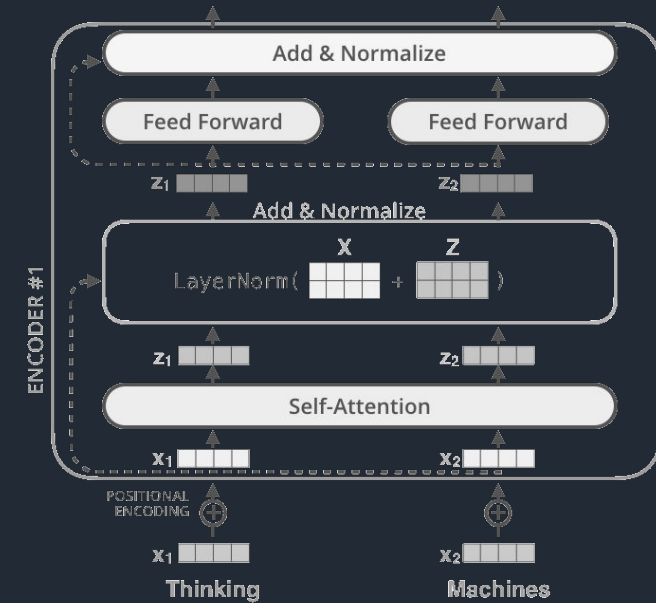 Add & Normalize
Feed Forward
Feed Forward
z1
z2
Add & Normalize
X
Z
LayerNorm( + )
ENCODER #1
z1
z2
Self-Attention
x1
x2
POSITIONAL
ENCODING
x1
x2
Thinking
Machines